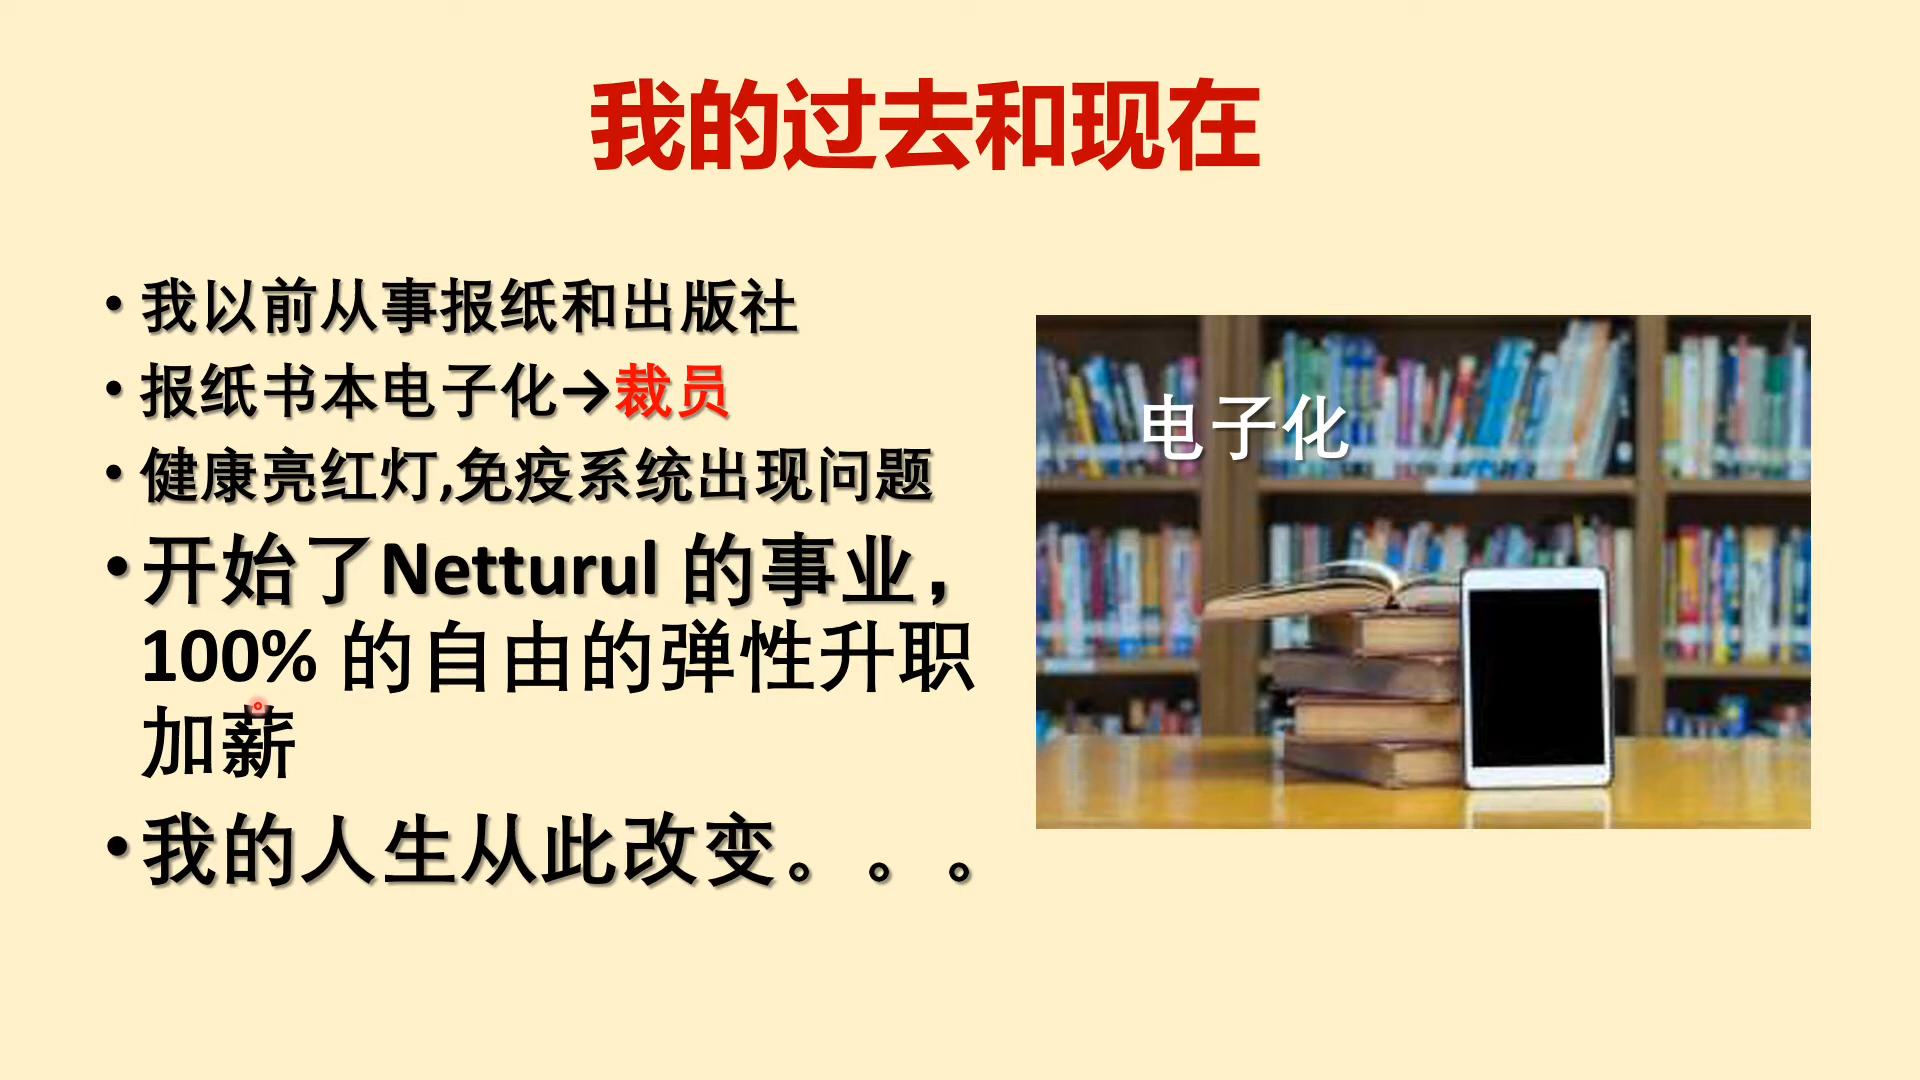 我的过去和现在
• 我以前从事报纸和出版社
• 报纸书本电子化→裁员
• 健康亮红灯,免疫系统出现问题
• 开始了Netturul 的事业，
100% 的自由的弹性升职
加薪
• 我的人生从此改变。。。
电子化